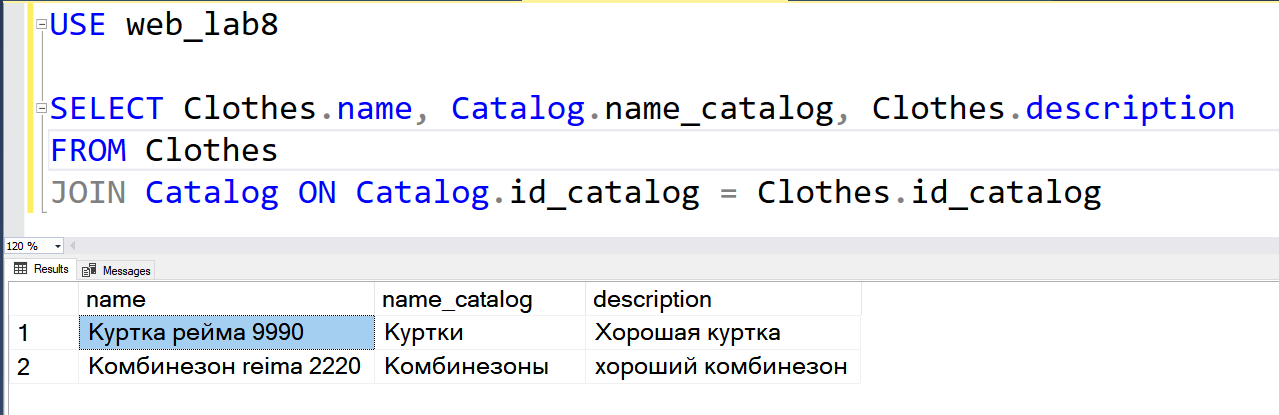 USE web_lab8
SELECT Clothes.name, Catalog.name_catalog, Clothes.description
FROM Clothes
JOIN Catalog ON Catalog.id_catalog = Clothes.id_catalog
120 %
Results Messages
name name_catalog description
1 Куртка рейма 9990 Куртки Хорошая куртка
2 Комбинезон reima 2220 Комбинезоны хороший комбинезон